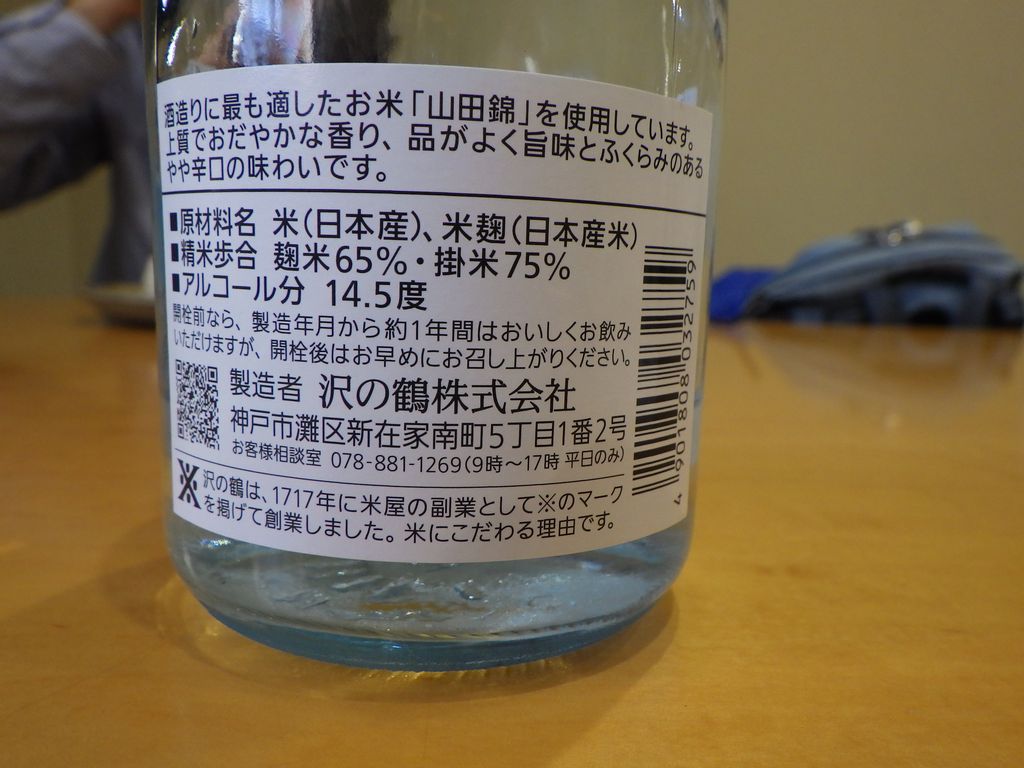 酒造りに最も適したお米「山田錦」を使用しています。
上質でおだやかな香り、品がよく旨味とふくらみのある
やや辛口の味わいです。
■原材料名 米(日本産)、米麹(日本産米)
■精米歩合 麹米65%・掛米75%
■アルコール分 14.5度
開栓前なら、製造年月から約1年間はおいしくお飲み
いただけますが、開栓後はお早めにお召し上がりください。
製造者 沢の鶴株式会社
神戸市灘区新在家南町5丁目1番2号
お客様相談室 078-881-1269(9時～17時 平日のみ)
※ 沢の鶴は、1717年に米屋の副業として※のマーク
を掲げて創業しました。米にこだわる理由です。
4 901808 032759